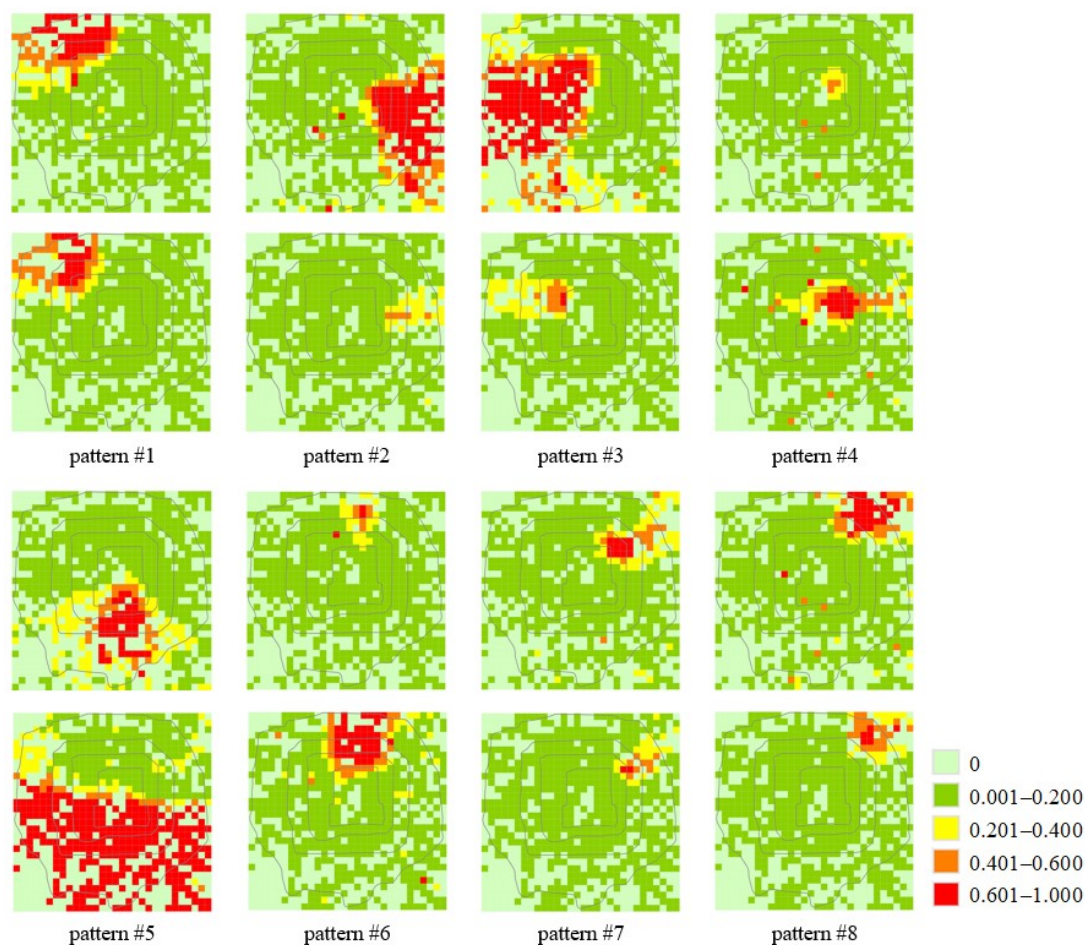 pattern #1
pattern #2
pattern #3
pattern #4
0
0.001–0.200
0.201–0.400
0.401–0.600
0.601–1.000
pattern #5
pattern #6
pattern #7
pattern #8